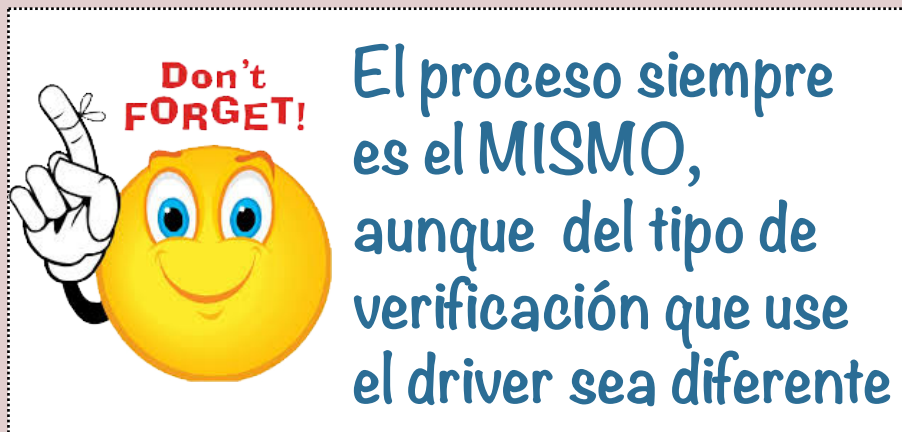 Don't
FORGET!
El proceso siempre
es el MISMO,
aunque del tipo de
verificación que use
el driver sea diferente